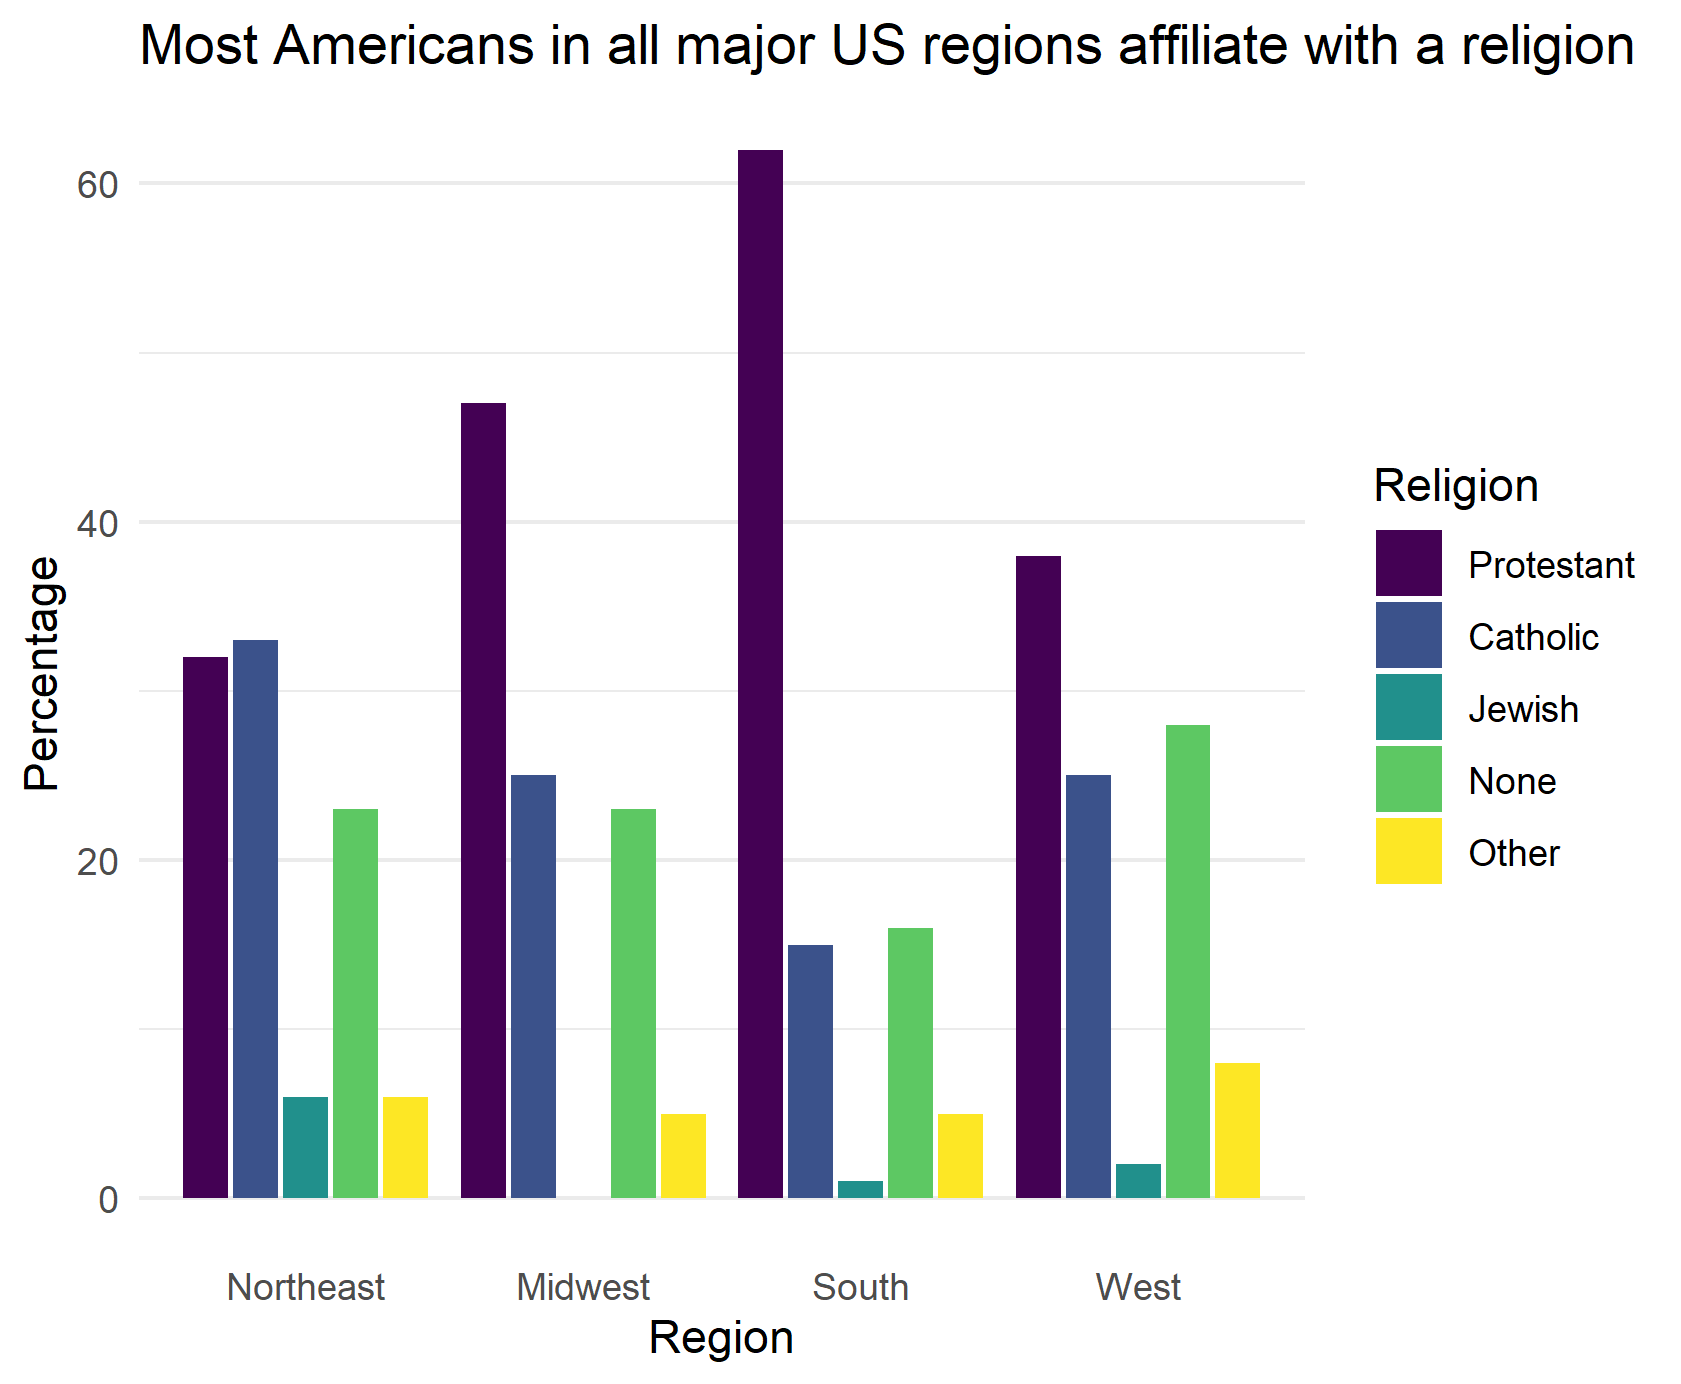 Most Americans in all major US regions affiliate with a religion
60
40
20
0
Percentage
Northeast Midwest South West
Region
Religion
Protestant
Catholic
Jewish
None
Other